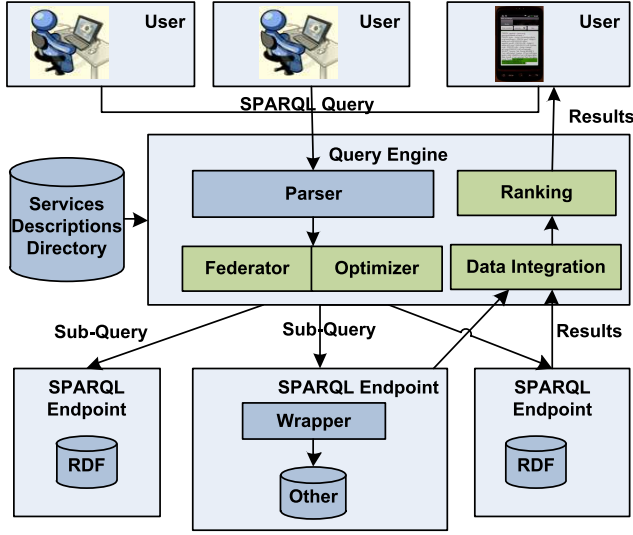 User
User
User
SPARQL Query
Results
Query Engine
Services
Descriptions
Directory
Parser
Ranking
Federator
Optimizer
Data Integration
Sub-Query
Sub-Query
Results
SPARQL
Endpoint
RDF
SPARQL Endpoint
Wrapper
Other
SPARQL
Endpoint
RDF